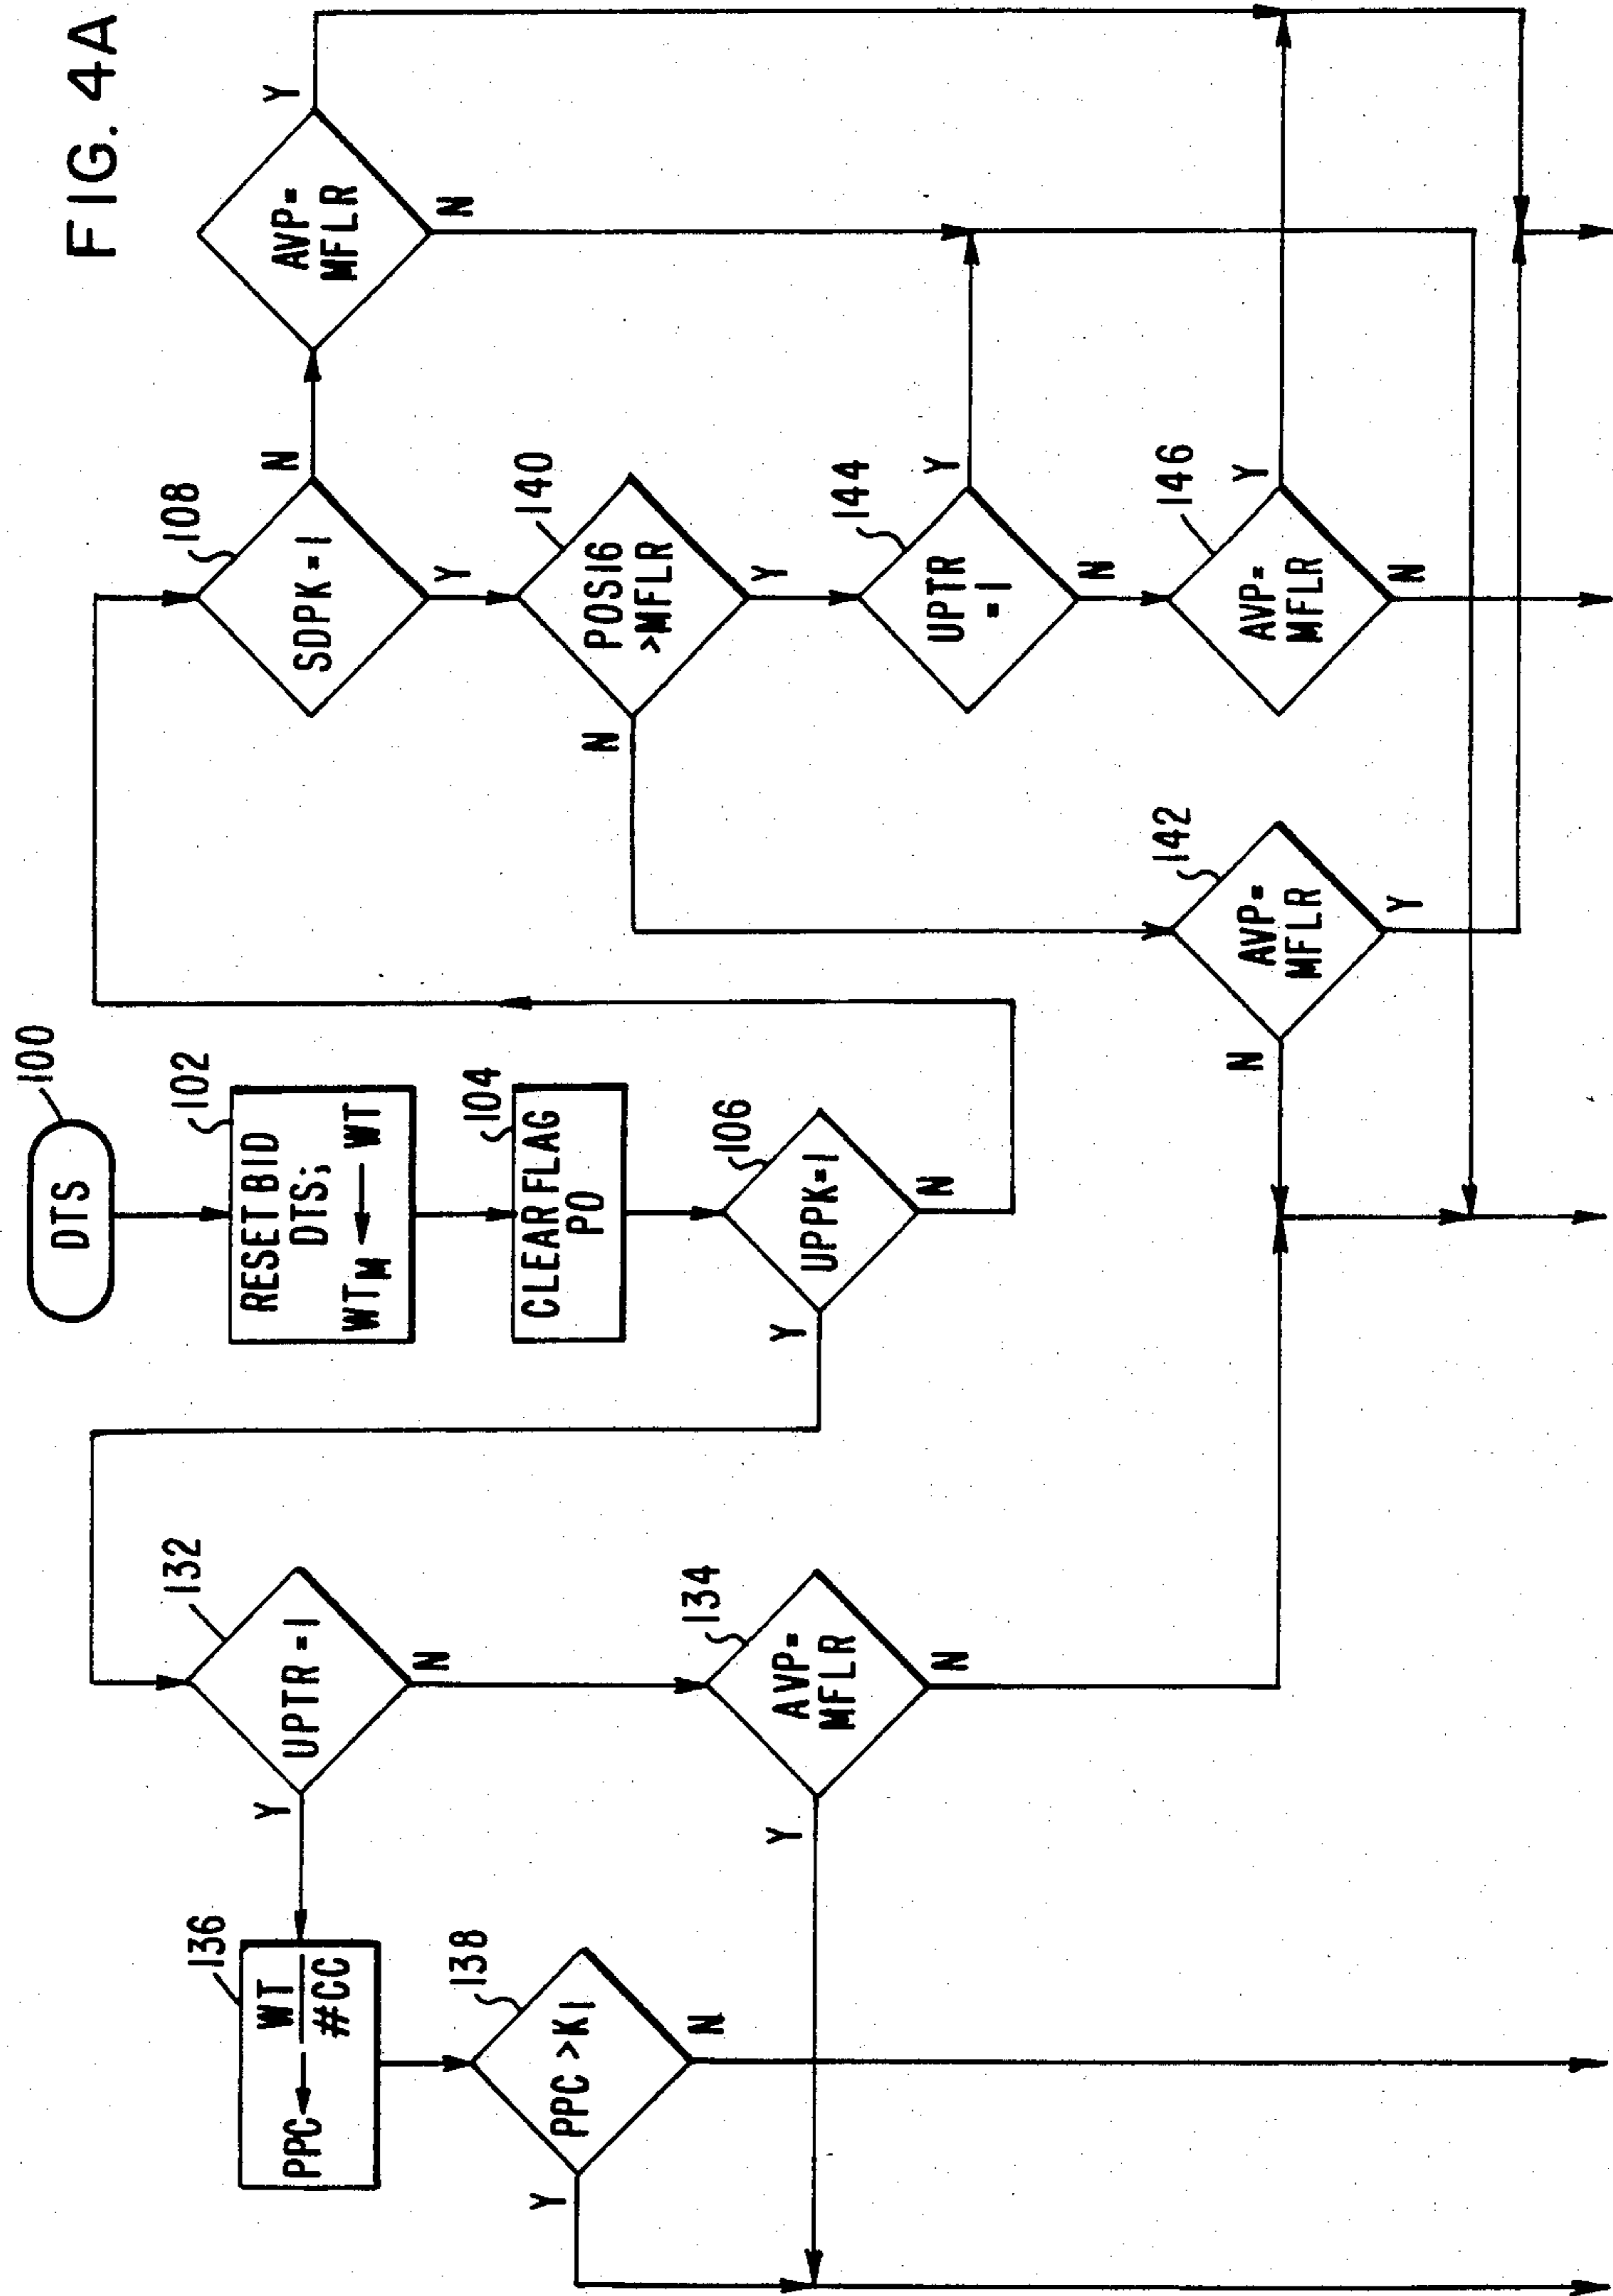 FIG. 4A
100
DTS
102
RESET BID
DTS;
WTM ← WT
104
CLEAR FLAG
PO
106
UPPK=1
Y
N
132
UPTR=1
Y
N
136
PPC ← WT
#CC
138
PPC >K1
Y
N
134
AVP=
MFLR
Y
N
108
SDPK=1
N
Y
AVP=
MFLR
Y
N
140
POS16
>MFLR
N
Y
144
UPTR
=1
Y
N
142
AVP=
MFLR
N
Y
146
AVP=
MFLR
Y
N